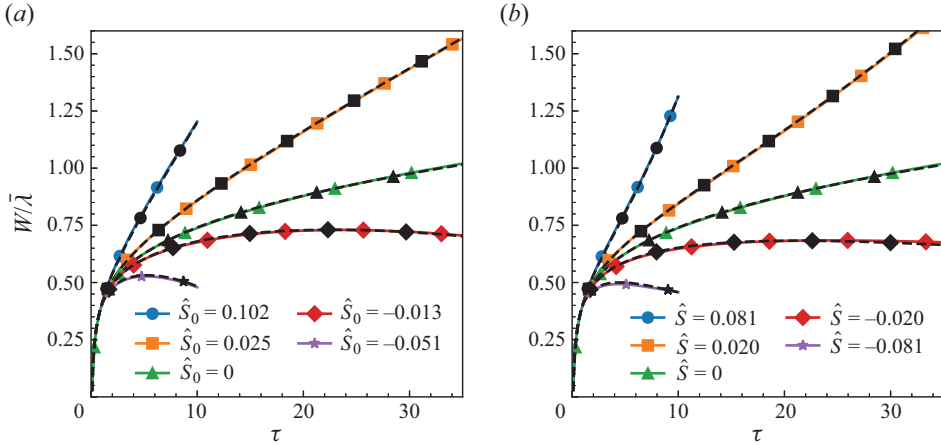 (a)
1.50
1.25
1.00
0.75
0.50
0.25
0
10
20
30
W/λ̄
τ
Ŝ₀ = 0.102
Ŝ₀ = 0.025
Ŝ₀ = 0
Ŝ₀ = –0.013
Ŝ₀ = –0.051
(b)
1.50
1.25
1.00
0.75
0.50
0.25
0
10
20
30
τ
Ŝ = 0.081
Ŝ = 0.020
Ŝ = 0
Ŝ = –0.020
Ŝ = –0.081